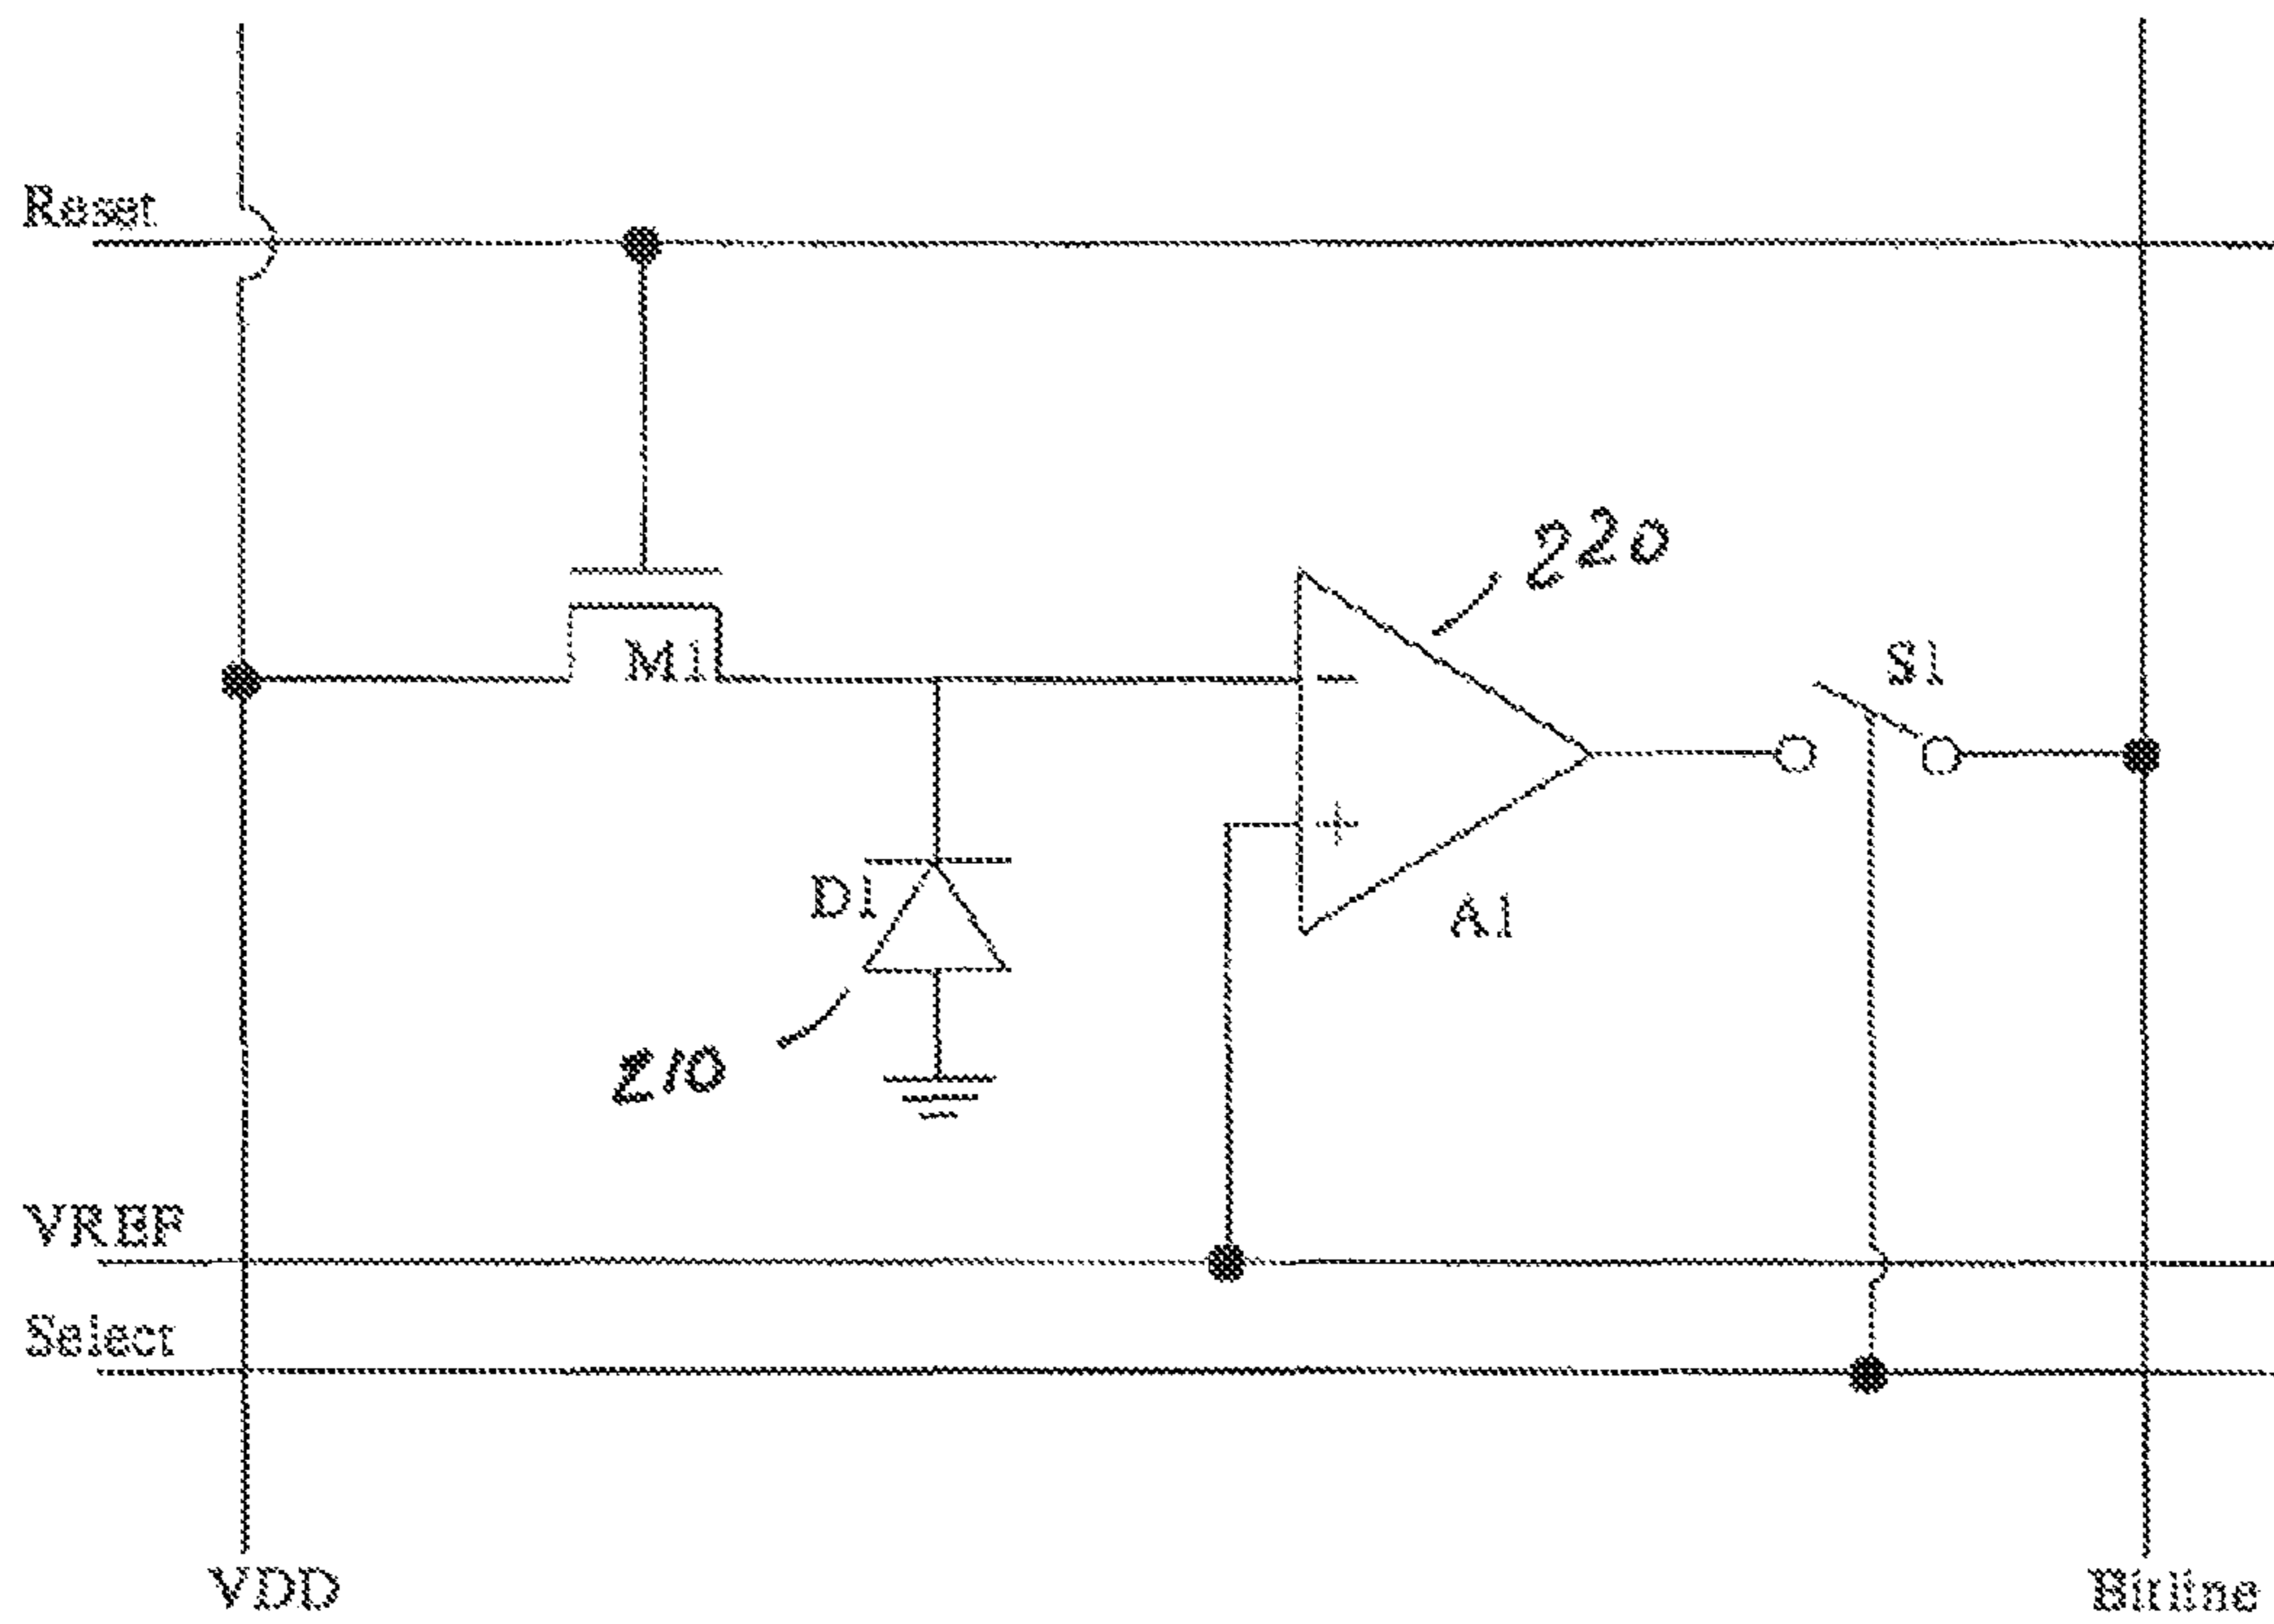 Reset
220
M1
S1
-
+
D1
A1
210
VREF
Select
VDD
Bitline